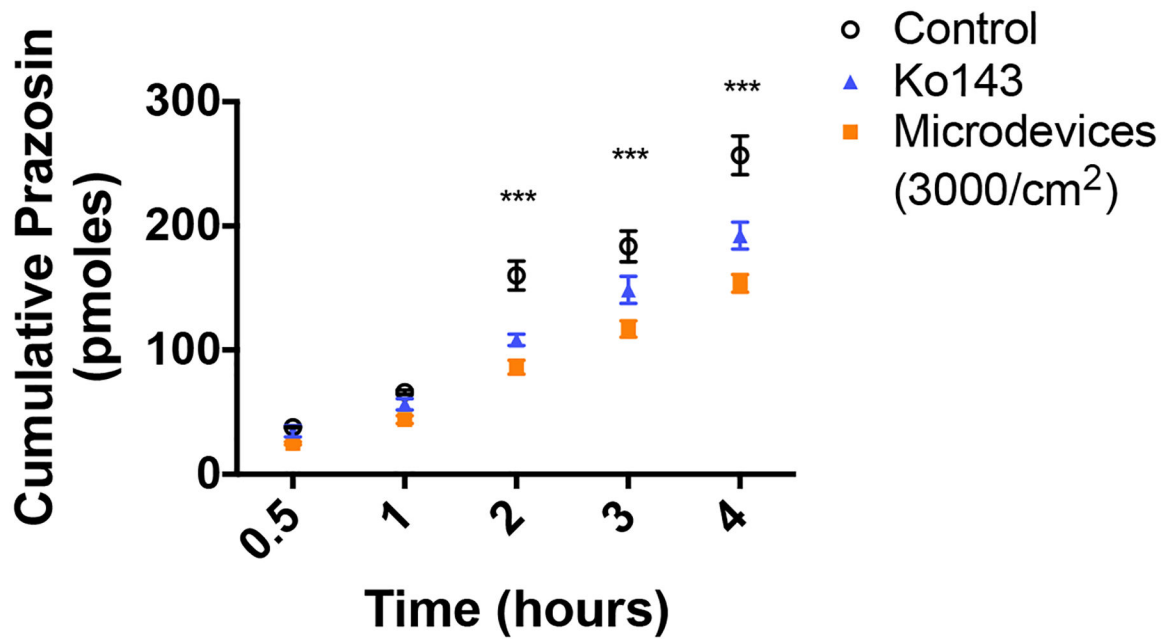 Control
Ko143
Microdevices
(3000/cm²)
Cumulative Prazosin
(pmoles)
300
200
100
0
***
***
***
0.5
1
2
3
4
Time (hours)